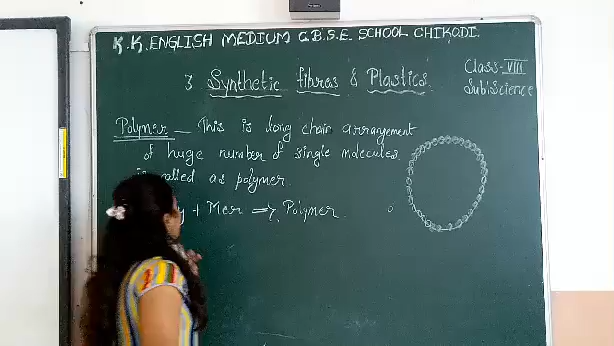 K.K. ENGLISH MEDIUM C.B.S.E. SCHOOL CHIKODI.
Class-VIII
Sub:Science
3 Synthetic fibres & Plastics.
Polymer – This is long chain arrangement
of huge number of single molecules.
is called as polymer.
y + Mer ⇒ Polymer.